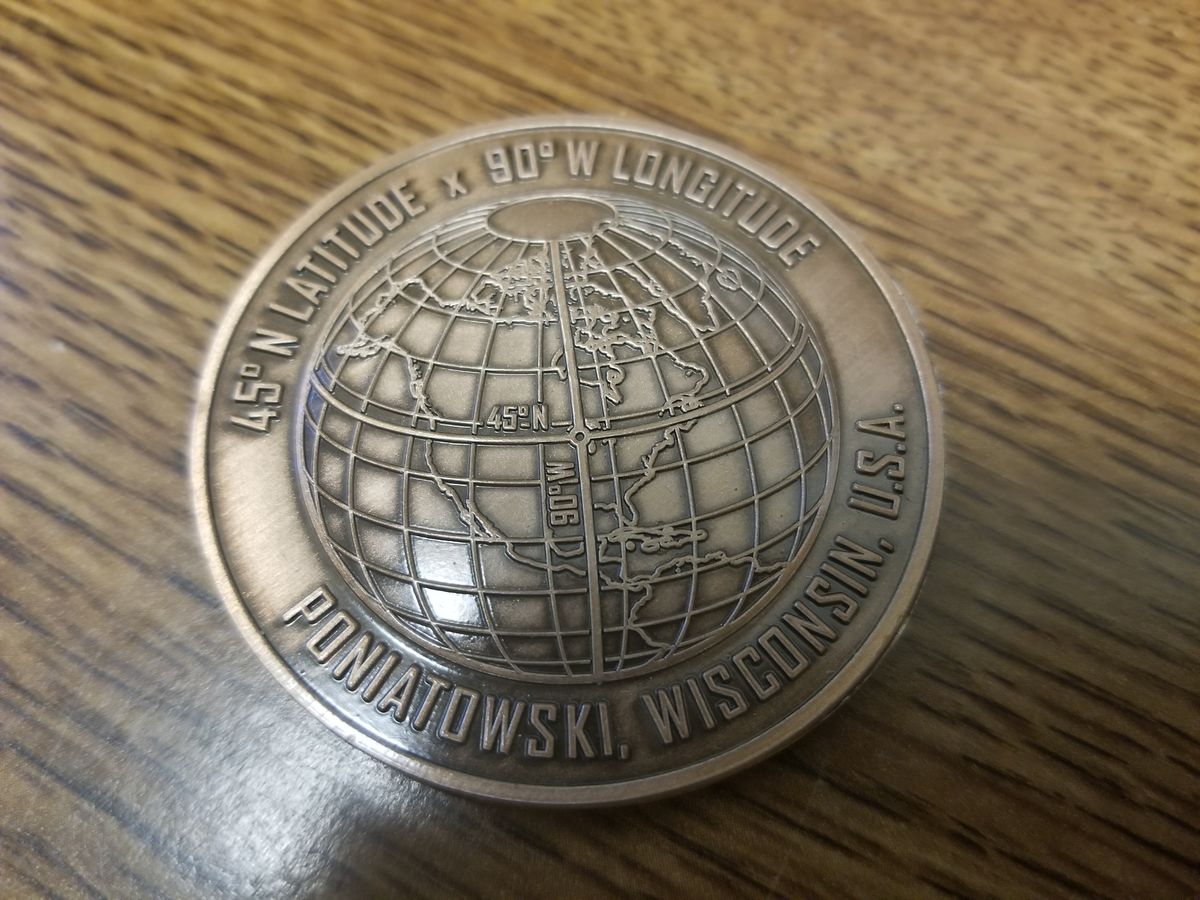 45° N LATITUDE x 90° W LONGITUDE
45° N
90° W
PONIATOWSKI, WISCONSIN, U.S.A.